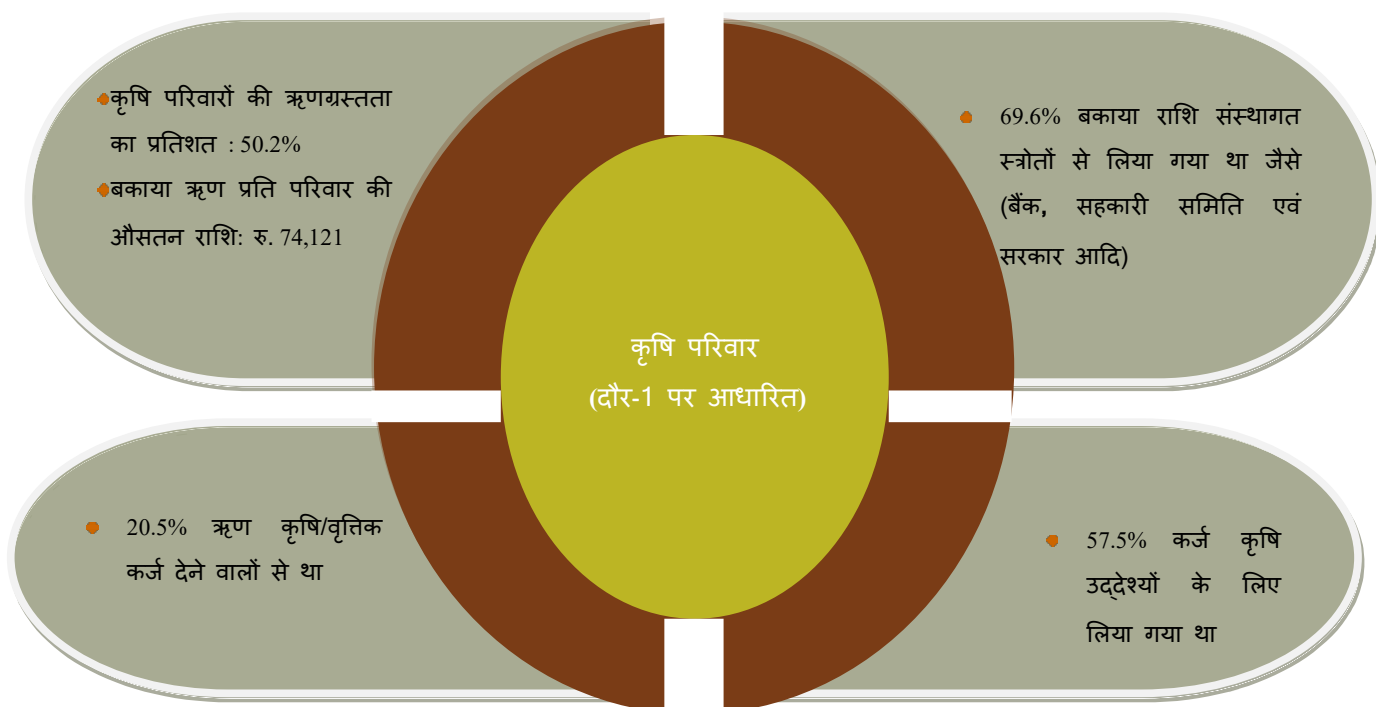 कृषि परिवारों की ऋणग्रस्तता
का प्रतिशत : 50.2%
बकाया ऋण प्रति परिवार की
औसतन राशि: रु. 74,121
69.6% बकाया राशि संस्थागत
स्त्रोतों से लिया गया था जैसे
(बैंक, सहकारी समिति एवं
सरकार आदि)
कृषि परिवार
(दौर-1 पर आधारित)
20.5% ऋण कृषि/वृत्तिक
कर्ज देने वालों से था
57.5% कर्ज कृषि
उद्देश्यों के लिए
लिया गया था